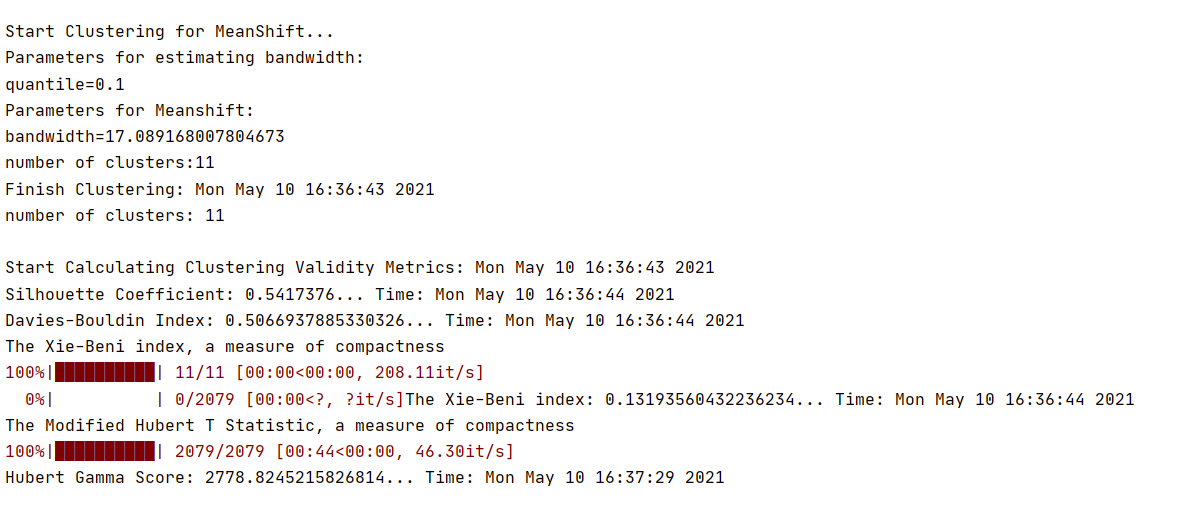 Start Clustering for MeanShift...
Parameters for estimating bandwidth:
quantile=0.1
Parameters for Meanshift:
bandwidth=17.089168007804673
number of clusters:11
Finish Clustering: Mon May 10 16:36:43 2021
number of clusters: 11
Start Calculating Clustering Validity Metrics: Mon May 10 16:36:43 2021
Silhouette Coefficient: 0.5417376... Time: Mon May 10 16:36:44 2021
Davies-Bouldin Index: 0.5066937885330326... Time: Mon May 10 16:36:44 2021
The Xie-Beni index, a measure of compactness
100%|██████████| 11/11 [00:00<00:00, 208.11it/s]
  0%|          | 0/2079 [00:00<?, ?it/s]The Xie-Beni index: 0.13193560432236234... Time: Mon May 10 16:36:44 2021
The Modified Hubert T Statistic, a measure of compactness
100%|██████████| 2079/2079 [00:44<00:00, 46.30it/s]
Hubert Gamma Score: 2778.8245215826814... Time: Mon May 10 16:37:29 2021